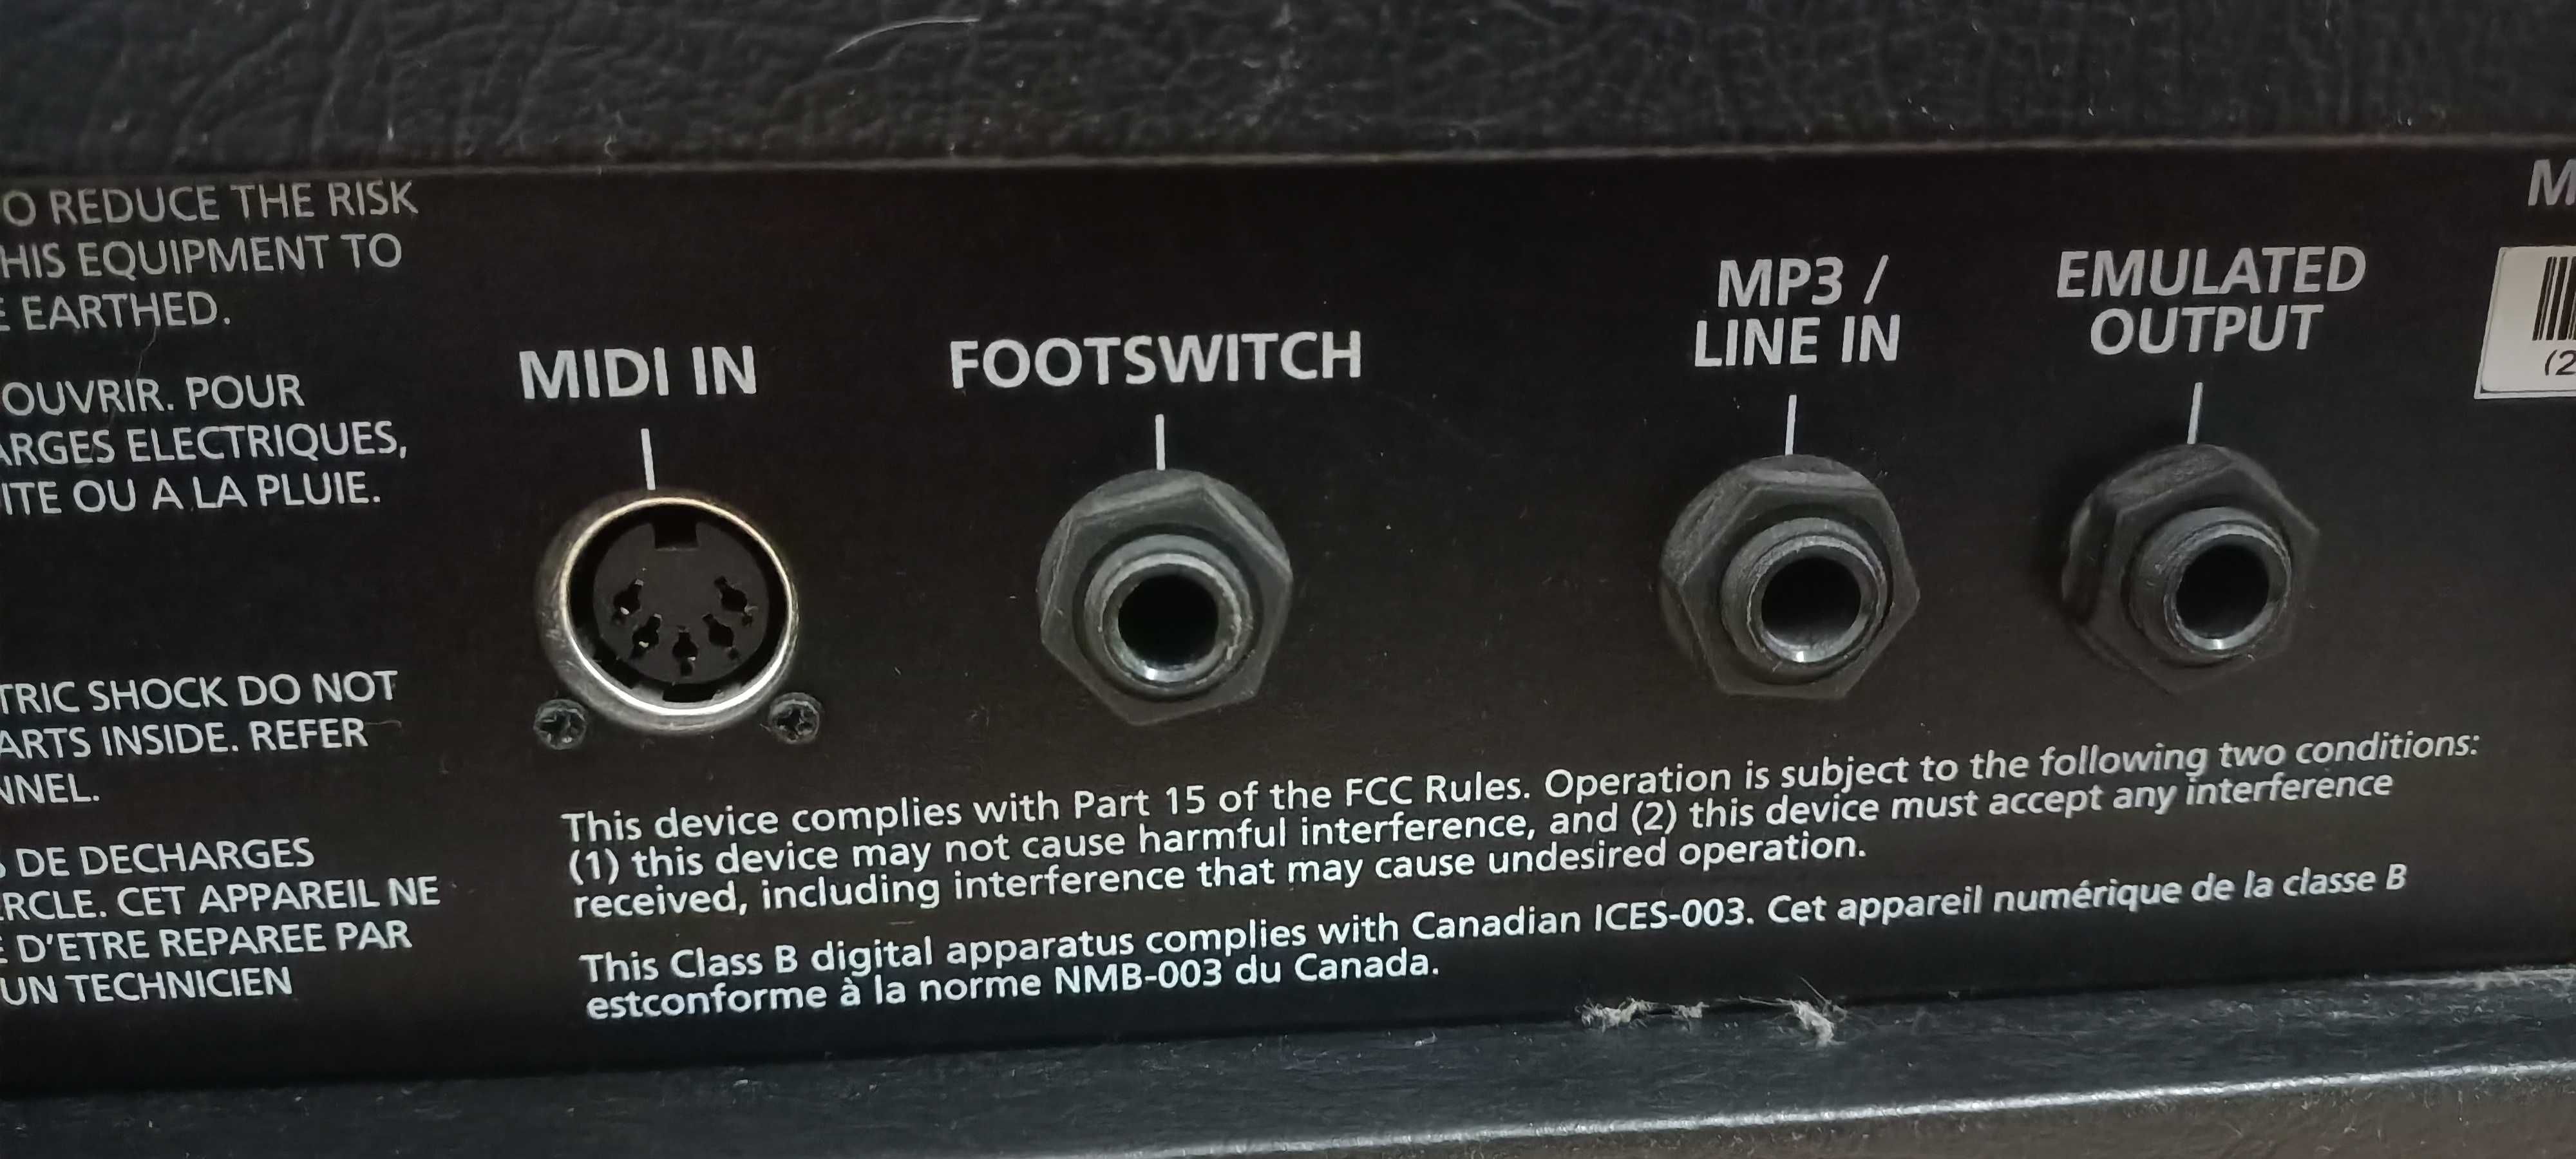 O REDUCE THE RISK
HIS EQUIPMENT TO
E EARTHED.
OUVRIR. POUR
ARGES ELECTRIQUES,
ITE OU A LA PLUIE.
TRIC SHOCK DO NOT
ARTS INSIDE. REFER
NNEL.
DE DECHARGES
ERCLE. CET APPAREIL NE
E D'ETRE REPAREE PAR
UN TECHNICIEN
MIDI IN
FOOTSWITCH
MP3 /
LINE IN
EMULATED
OUTPUT
M
(2
This device complies with Part 15 of the FCC Rules. Operation is subject to the following two conditions:
(1) this device may not cause harmful interference, and (2) this device must accept any interference
received, including interference that may cause undesired operation.
This Class B digital apparatus complies with Canadian ICES-003. Cet appareil numérique de la classe B
estconforme à la norme NMB-003 du Canada.